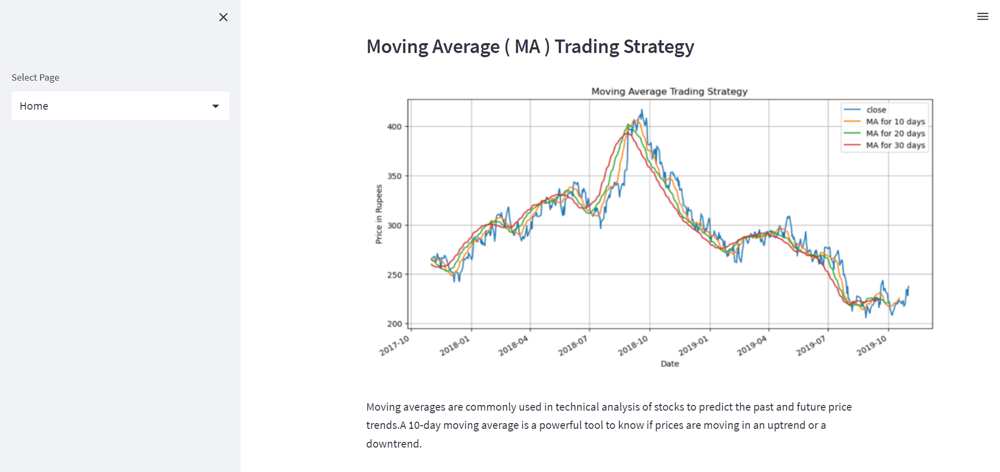 Select Page
Home
Moving Average ( MA ) Trading Strategy
Moving Average Trading Strategy
close
MA for 10 days
MA for 20 days
MA for 30 days
Price in Rupees
400
350
300
250
200
2017-10
2018-01
2018-04
2018-07
2018-10
2019-01
2019-04
2019-07
2019-10
Date
Moving averages are commonly used in technical analysis of stocks to predict the past and future price
trends.A 10-day moving average is a powerful tool to know if prices are moving in an uptrend or a
downtrend.